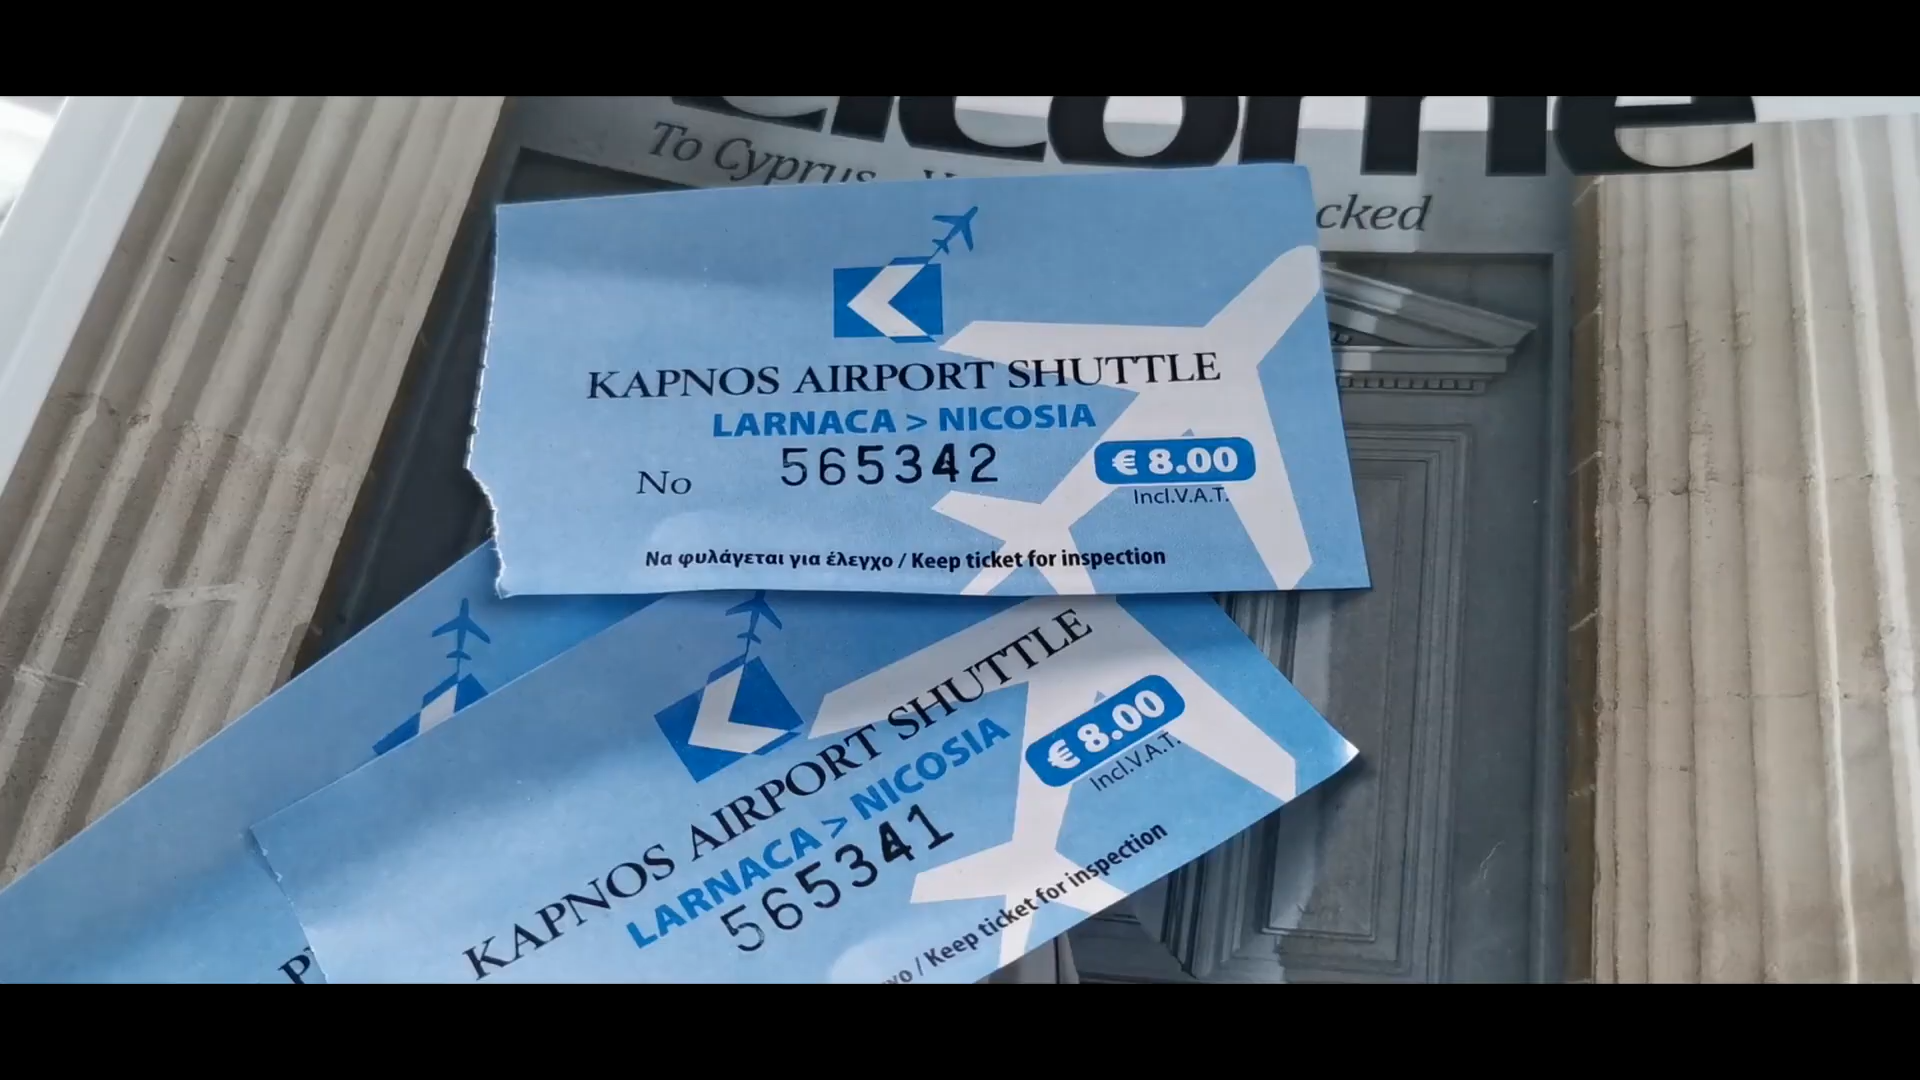 To Cyprus
cked
KAPNOS AIRPORT SHUTTLE
LARNACA > NICOSIA
No 565342
€ 8.00
Incl.V.A.T.
Να φυλάγεται για έλεγχο / Keep ticket for inspection
KAPNOS AIRPORT SHUTTLE
LARNACA > NICOSIA
565341
€ 8.00
Incl.V.A.T.
/ Keep ticket for inspection